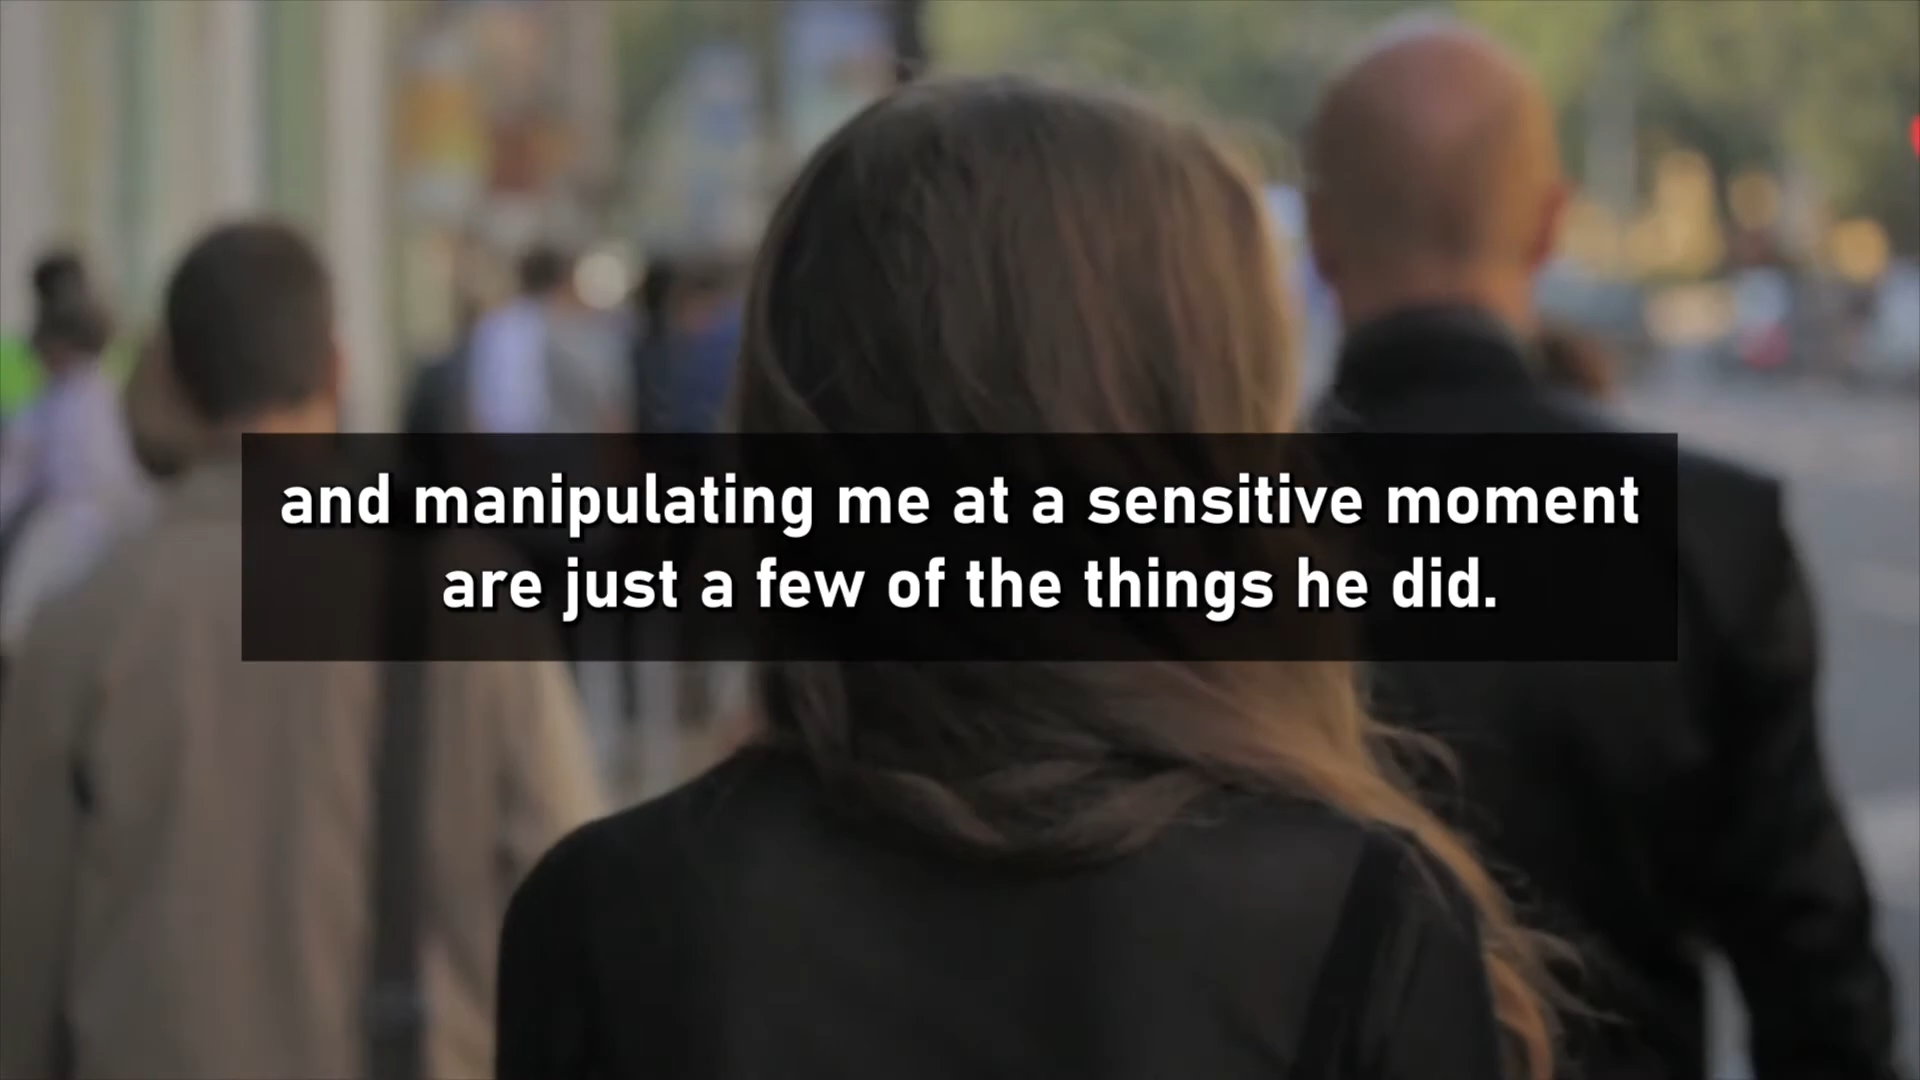 and manipulating me at a sensitive moment
are just a few of the things he did.